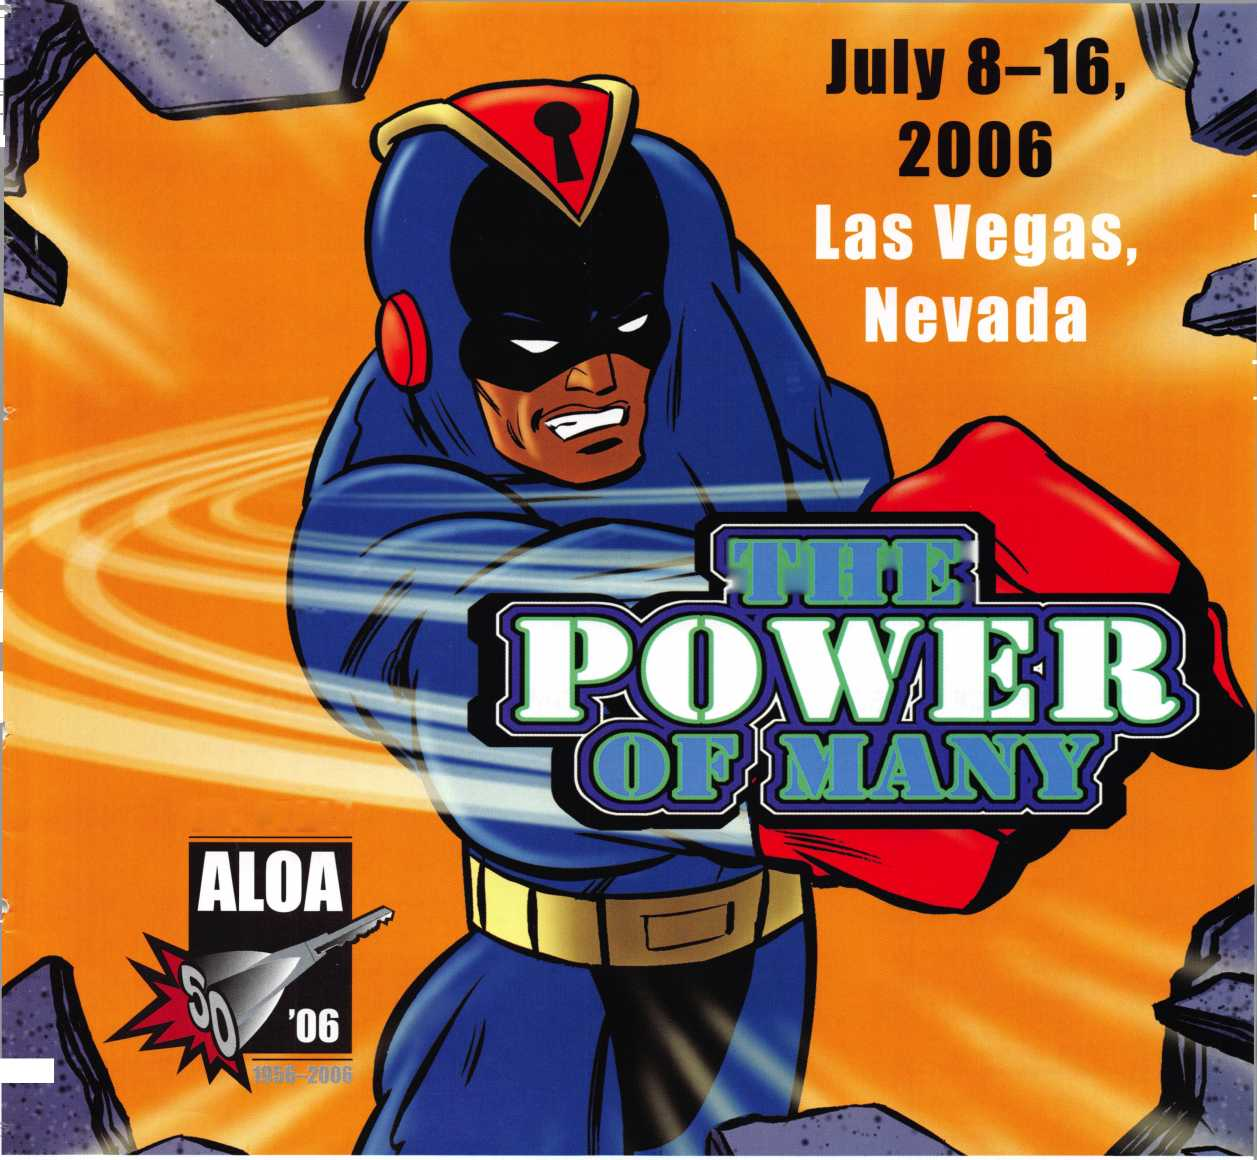 July 8–16,
2006
Las Vegas,
Nevada
THE
POWER
OF MANY
ALOA
50
'06
1956–2006